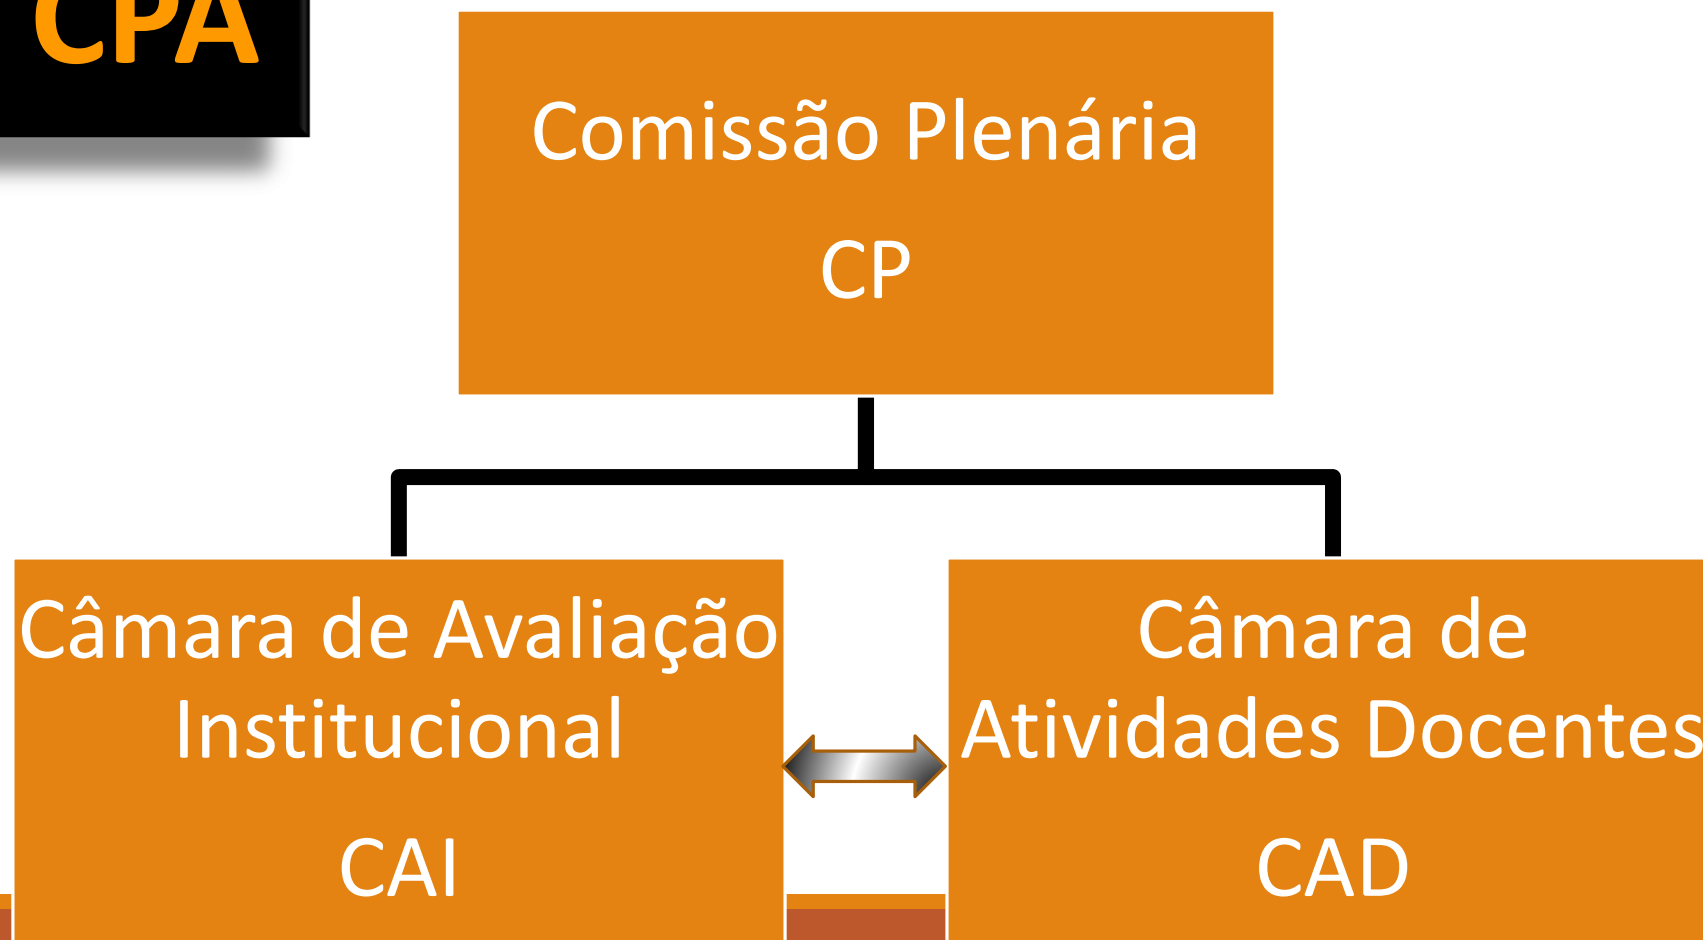 CPA
Comissão Plenária
CP
Câmara de Avaliação
Institucional
CAI
Câmara de
Atividades Docentes
CAD